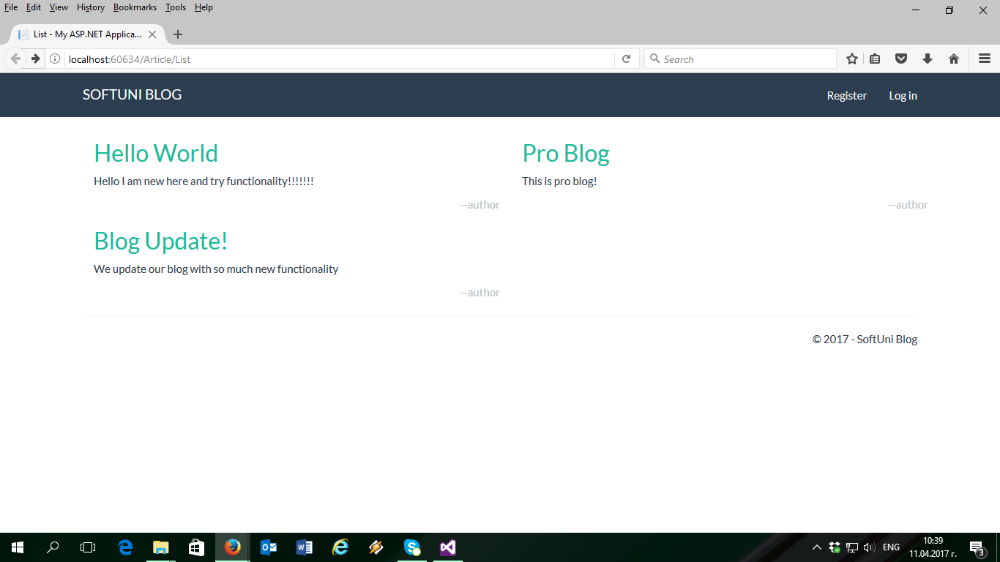 File Edit View History Bookmarks Tools Help
List - My ASP.NET Applica...
localhost:60634/Article/List
Search
SOFTUNI BLOG
Register Log in
Hello World
Hello I am new here and try functionality!!!!!!!
--author
Pro Blog
This is pro blog!
--author
Blog Update!
We update our blog with so much new functionality
--author
© 2017 - SoftUni Blog
ENG
10:39
11.04.2017 г.
3